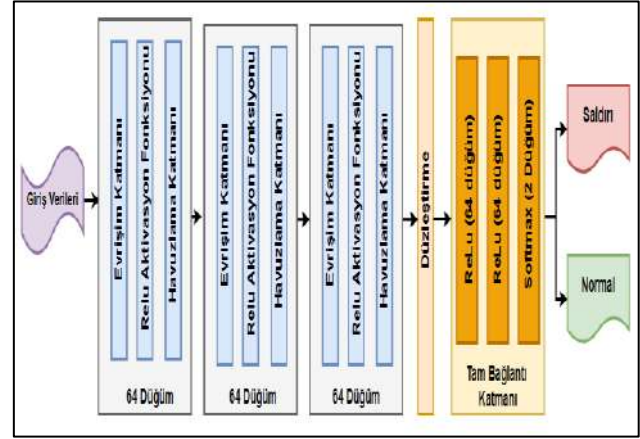 Giriş Verileri
Evrişim Katmanı
Relu Aktivasyon Fonksiyonu
Havuzlama Katmanı
64 Düğüm
Evrişim Katmanı
Relu Aktivasyon Fonksiyonu
Havuzlama Katmanı
64 Düğüm
Evrişim Katmanı
Relu Aktivasyon Fonksiyonu
Havuzlama Katmanı
64 Düğüm
Düzleştirme
ReLu (64 düğüm)
ReLu (64 düğüm)
Softmax (2 Düğüm)
Tam Bağlantı
Katmanı
Saldırı
Normal